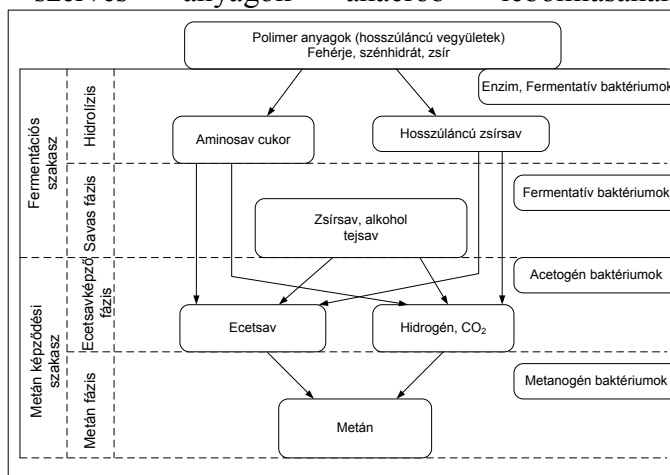 szerves anyagok anaerob lebomlásának
Polimer anyagok (hosszúláncú vegyületek)
Fehérje, szénhidrát, zsír
Enzim, Fermentatív baktériumok
Fermentációs
szakasz
Hidrolízis
Aminosav cukor
Hosszúláncú zsírsav
Savas fázis
Fermentatív baktériumok
Zsírsav, alkohol
tejsav
Metán képződési
szakasz
Ecetsavképző
fázis
Acetogén baktériumok
Ecetsav
Hidrogén, CO₂
Metán fázis
Metanogén baktériumok
Metán